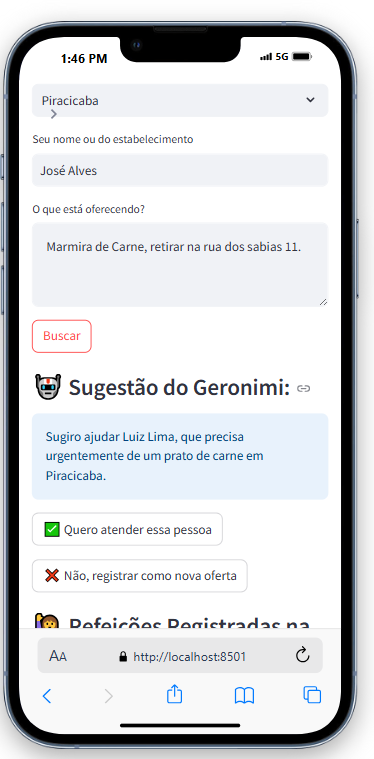 1:46 PM
5G
Piracicaba
Seu nome ou do estabelecimento
José Alves
O que está oferecendo?
Marmira de Carne, retirar na rua dos sabias 11.
Buscar
Sugestão do Geronimi:
Sugiro ajudar Luiz Lima, que precisa
urgentemente de um prato de carne em
Piracicaba.
Quero atender essa pessoa
Não, registrar como nova oferta
Refeições Registradas na
AA
http://localhost:8501